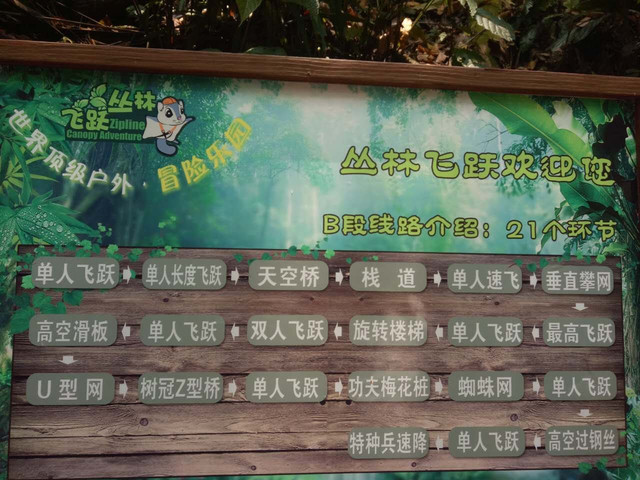 丛林飞跃
Zipline
Canopy Adventure
世界顶级户外·冒险乐园
丛林飞跃欢迎您
B段线路介绍：21个环节
单人飞跃 单人长度飞跃 天空桥 栈道 单人速飞 垂直攀网
高空滑板 单人飞跃 双人飞跃 旋转楼梯 单人飞跃 最高飞跃
U型网 树冠Z型桥 单人飞跃 功夫梅花桩 蜘蛛网 单人飞跃
特种兵速降 单人飞跃 高空过钢丝